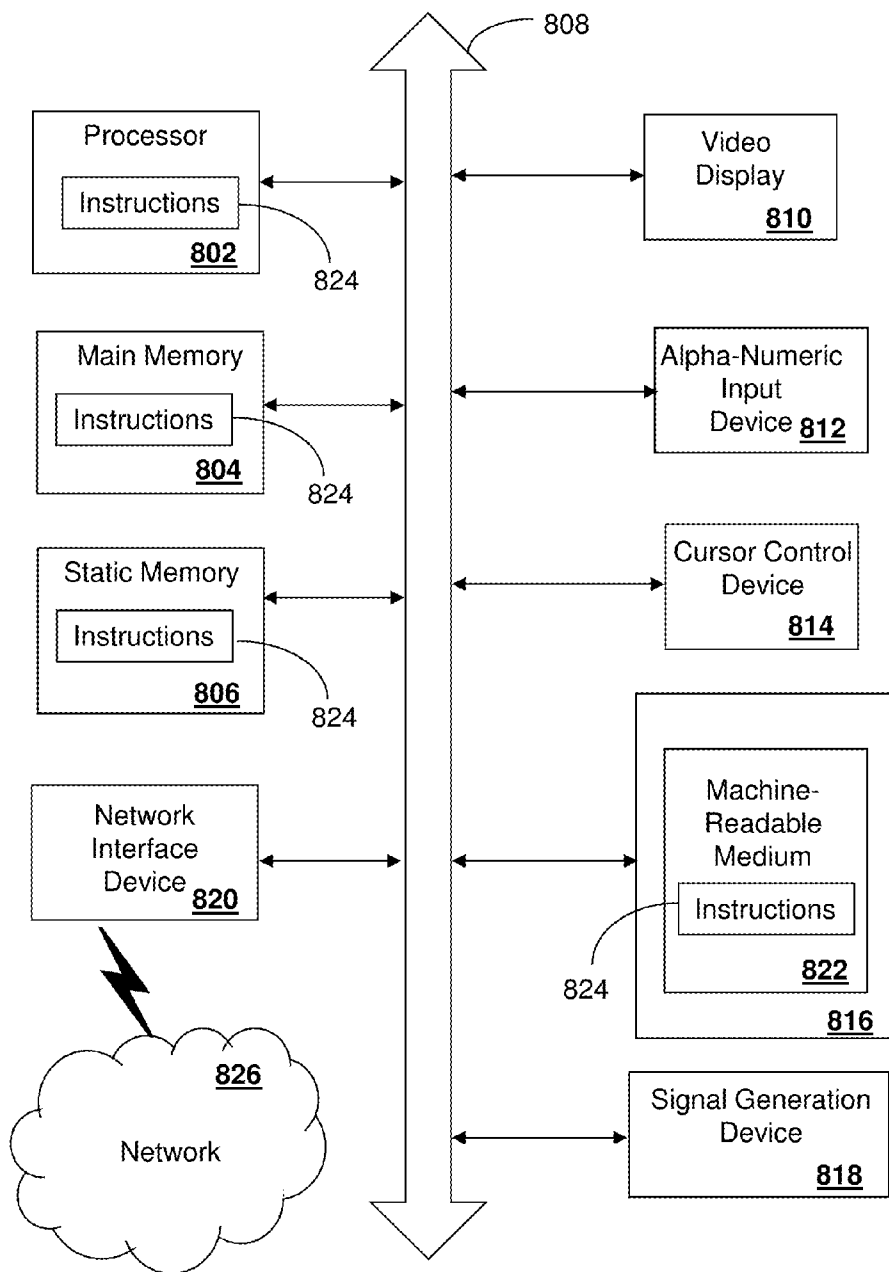 808
Processor
Instructions
802
824
Main Memory
Instructions
804
824
Static Memory
Instructions
806
824
Network
Interface
Device
820
826
Network
Video
Display
810
Alpha-Numeric
Input
Device
812
Cursor Control
Device
814
Machine-
Readable
Medium
Instructions
822
824
816
Signal Generation
Device
818